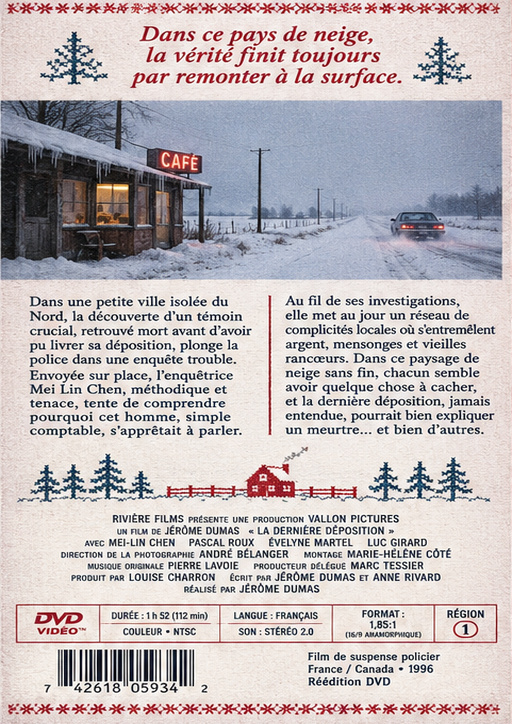 Dans ce pays de neige,
la vérité finit toujours
par remonter à la surface.
CAFÉ
Dans une petite ville isolée du
Nord, la découverte d'un témoin
crucial, retrouvé mort avant d'avoir
pu livrer sa déposition, plonge la
police dans une enquête trouble.
Envoyée sur place, l'enquêtrice
Mei Lin Chen, méthodique et
tenace, tente de comprendre
pourquoi cet homme, simple
comptable, s'apprêtait à parler.
Au fil de ses investigations,
elle met au jour un réseau de
complicités locales où s'entremêlent
argent, mensonges et vieilles
rancœurs. Dans ce paysage de
neige sans fin, chacun semble
avoir quelque chose à cacher,
et la dernière déposition, jamais
entendue, pourrait bien expliquer
un meurtre... et bien d'autres.
RIVIÈRE FILMS PRÉSENTE UNE PRODUCTION VALLON PICTURES
UN FILM DE JÉRÔME DUMAS « LA DERNIÈRE DÉPOSITION »
AVEC MEI-LIN CHEN PASCAL ROUX ÉVELYNE MARTEL LUC GIRARD
DIRECTION DE LA PHOTOGRAPHIE ANDRÉ BÉLANGER MONTAGE MARIE-HÉLÈNE CÔTÉ
MUSIQUE ORIGINALE PIERRE LAVOIE PRODUCTEUR DÉLÉGUÉ MARC TESSIER
PRODUIT PAR LOUISE CHARRON ÉCRIT PAR JÉRÔME DUMAS ET ANNE RIVARD
RÉALISÉ PAR JÉRÔME DUMAS
DVD
VIDÉO™
DURÉE : 1 h 52 (112 min)
COULEUR • NTSC
LANGUE : FRANÇAIS
SON : STÉRÉO 2.0
FORMAT :
1,85:1
(16/9 ANAMORPHIQUE)
RÉGION
1
7 42618 05934 2
Film de suspense policier
France / Canada • 1996
Réédition DVD